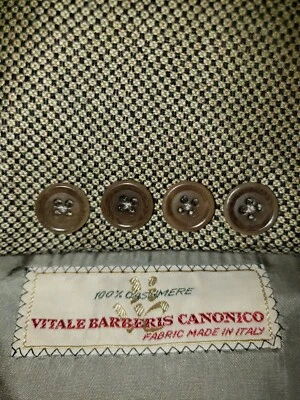 100% CASHMERE
VITALE BARBERIS CANONICO
FABRIC MADE IN ITALY